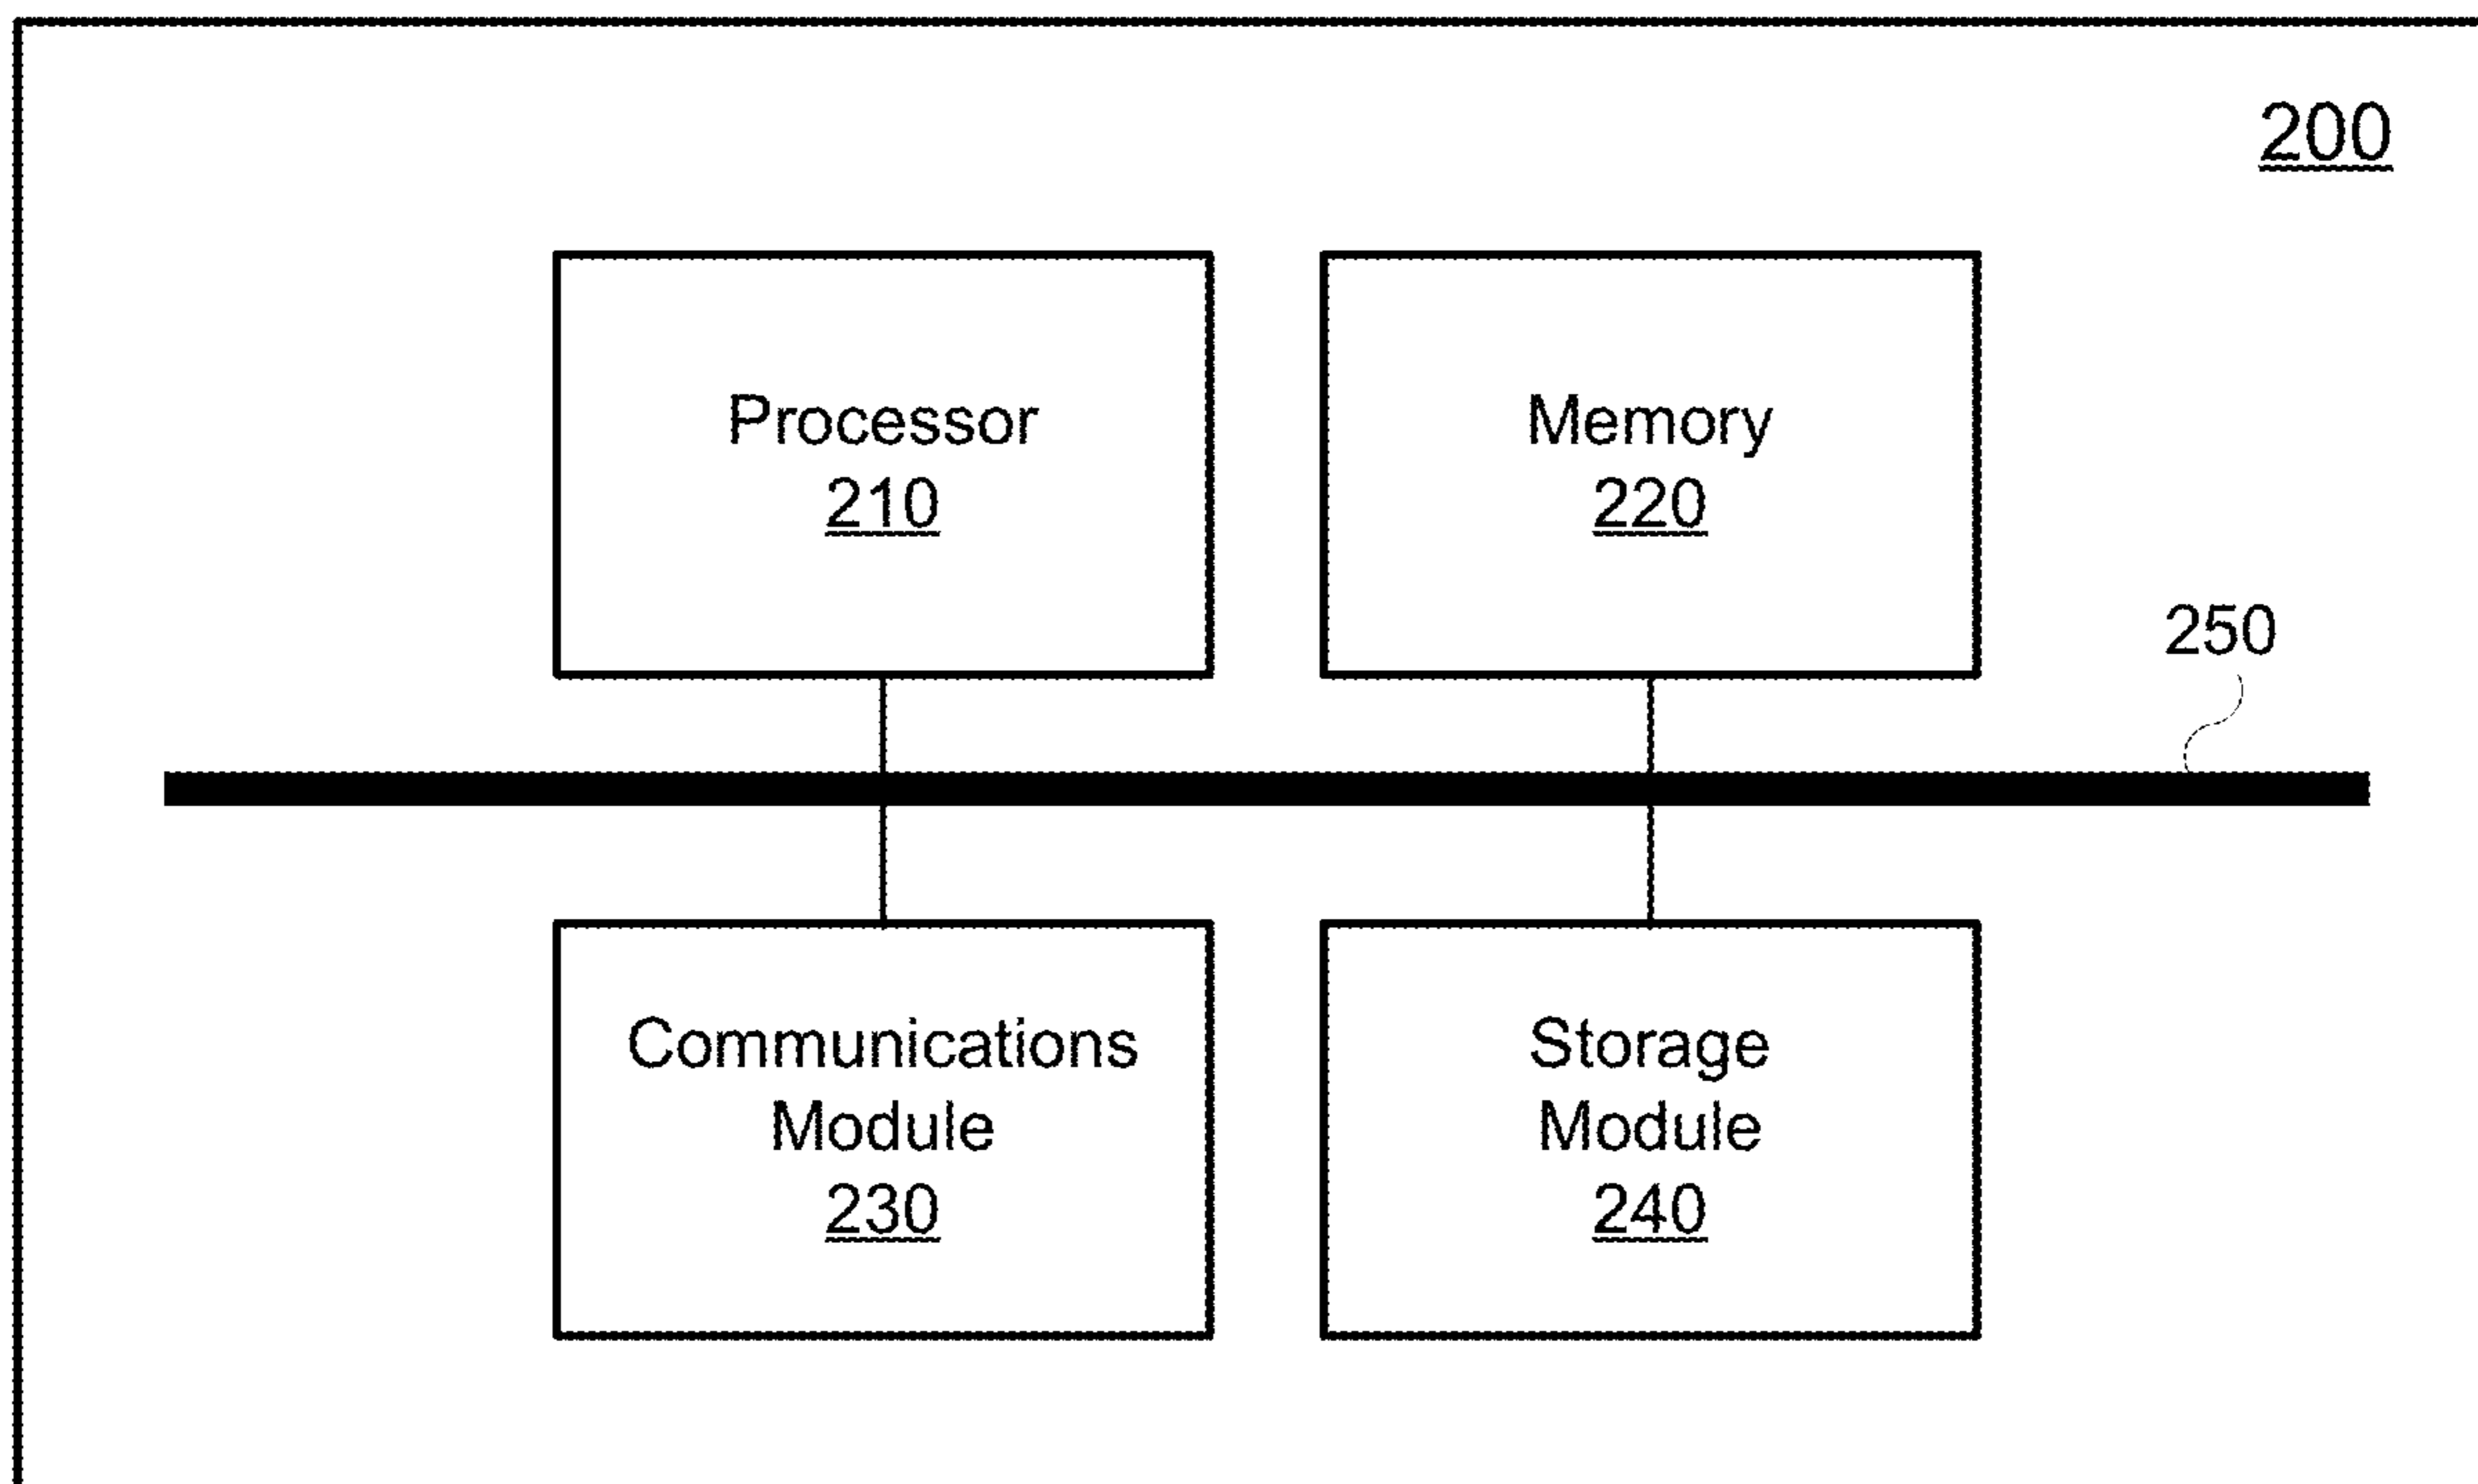 200
Processor
210
Memory
220
250
Communications
Module
230
Storage
Module
240